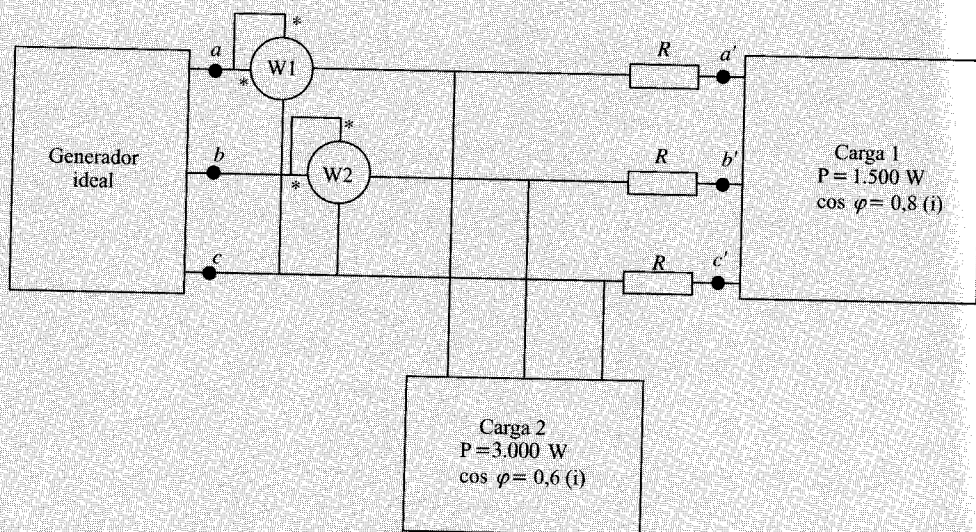 *
a
W1
*
R
a'
Generador
ideal
b
*
W2
*
R
b'
Carga 1
P = 1.500 W
cos φ = 0,8 (i)
c
R
c'
Carga 2
P = 3.000 W
cos φ = 0,6 (i)